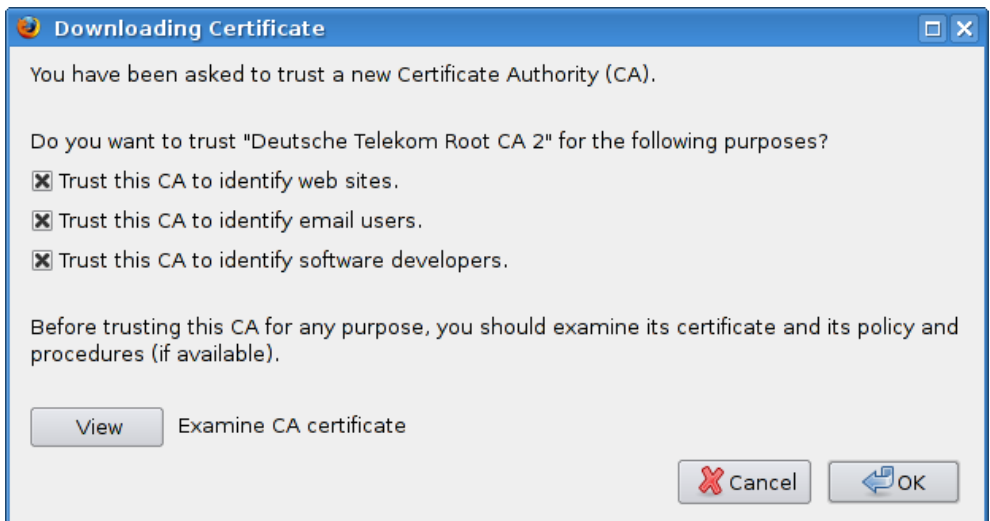 Downloading Certificate
You have been asked to trust a new Certificate Authority (CA).
Do you want to trust "Deutsche Telekom Root CA 2" for the following purposes?
Trust this CA to identify web sites.
Trust this CA to identify email users.
Trust this CA to identify software developers.
Before trusting this CA for any purpose, you should examine its certificate and its policy and
procedures (if available).
View Examine CA certificate
Cancel OK